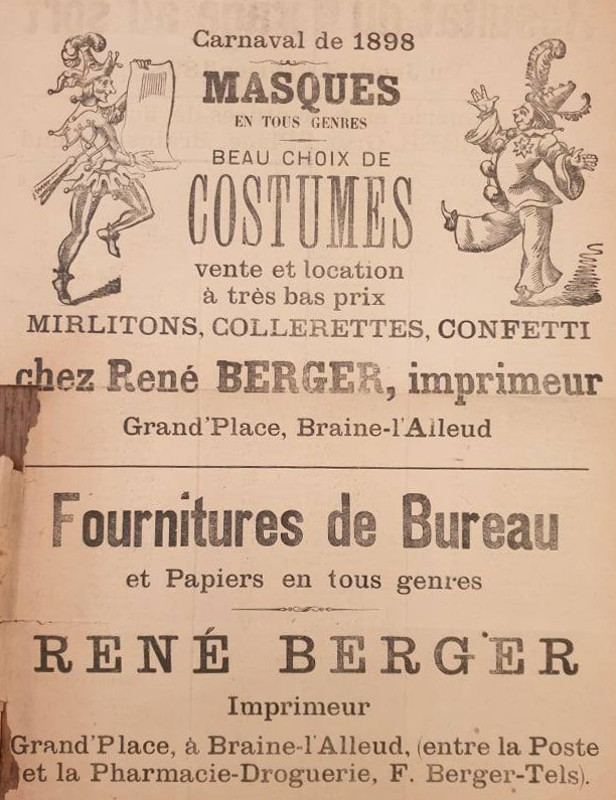 Carnaval de 1898
MASQUES
EN TOUS GENRES
BEAU CHOIX DE
COSTUMES
vente et location
à très bas prix
MIRLITONS, COLLERETTES, CONFETTI
chez René BERGER, imprimeur
Grand'Place, Braine-l'Alleud
Fournitures de Bureau
et Papiers en tous genres
RENÉ BERGER
Imprimeur
Grand'Place, à Braine-l'Alleud, (entre la Poste
et la Pharmacie-Droguerie, F. Berger-Tels).